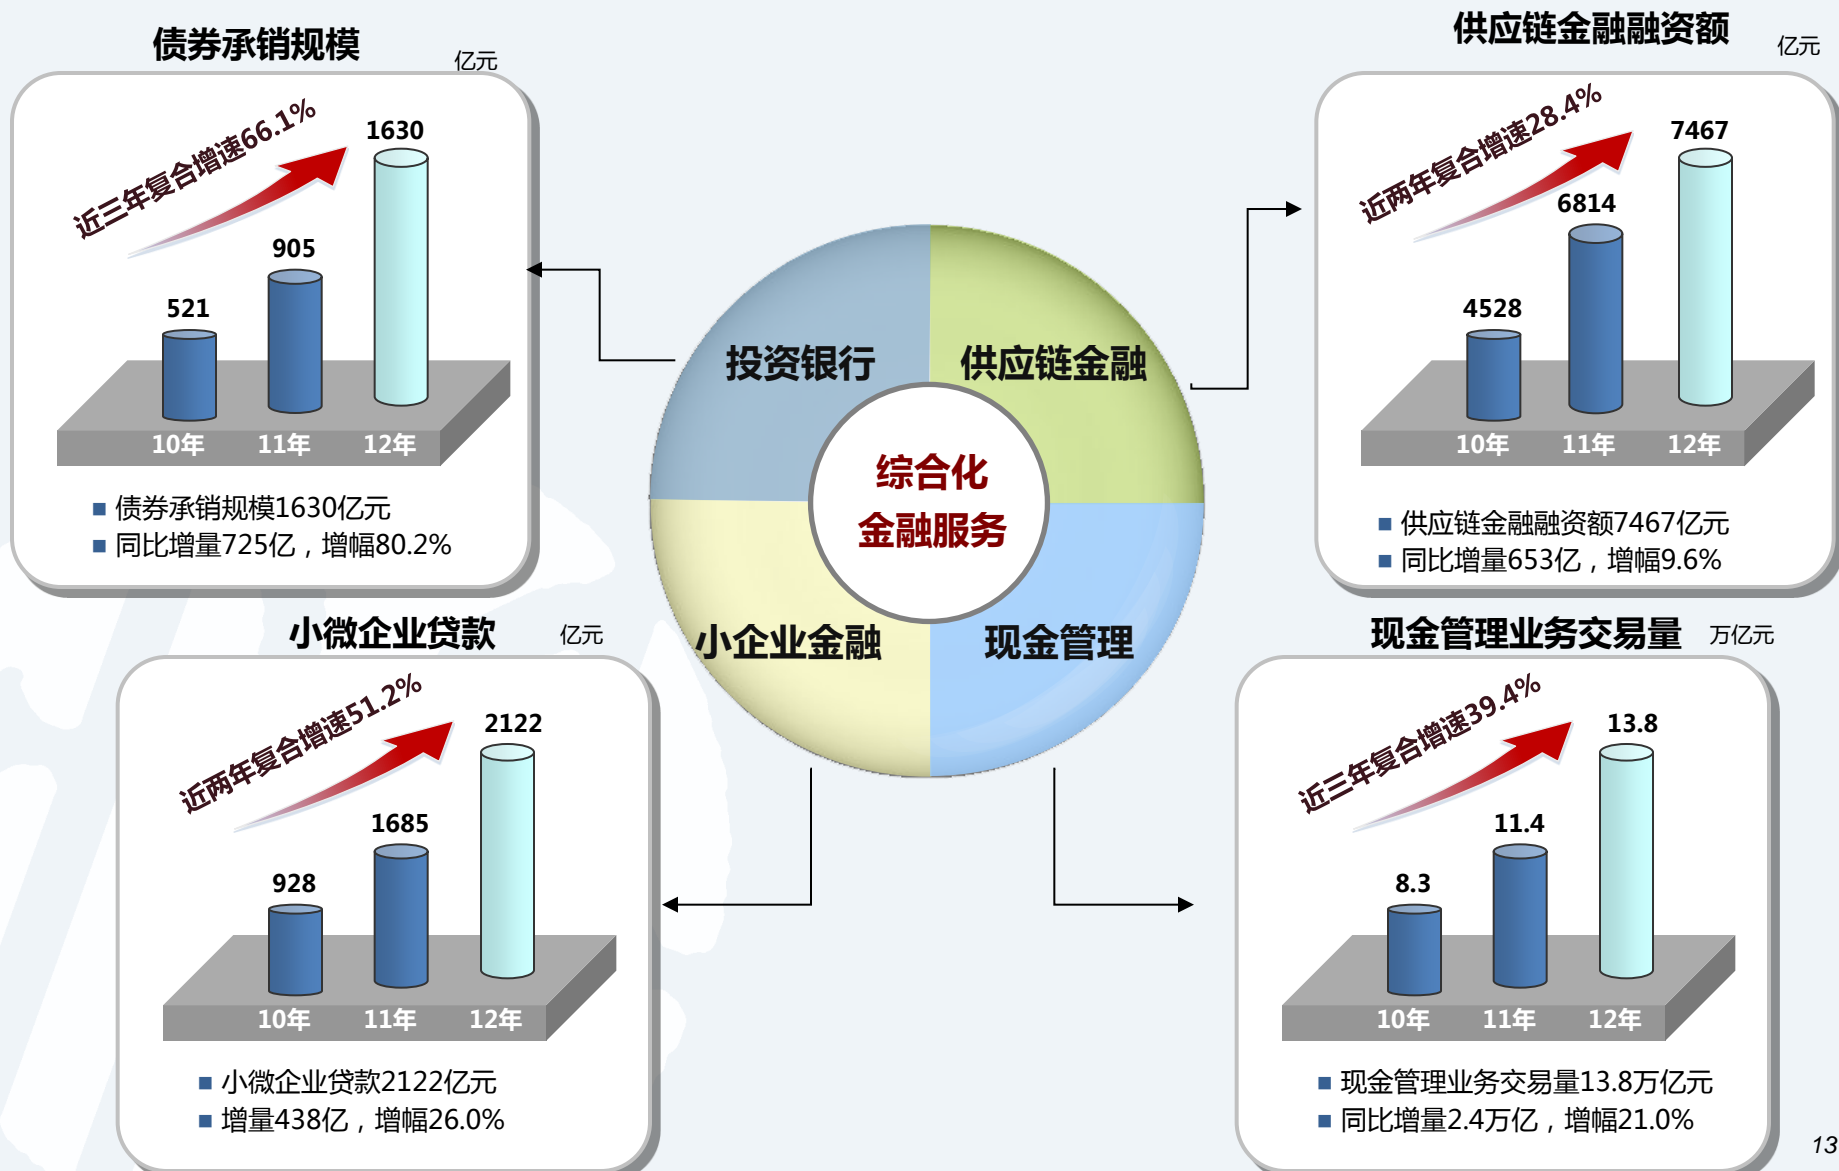 债券承销规模
亿元
近三年复合增速66.1%
1630
905
521
10年 11年 12年
■ 债券承销规模1630亿元
■ 同比增量725亿，增幅80.2%
供应链金融融资额
亿元
近两年复合增速28.4%
7467
6814
4528
10年 11年 12年
■ 供应链金融融资额7467亿元
■ 同比增量653亿，增幅9.6%
投资银行
供应链金融
综合化
金融服务
小企业金融
现金管理
小微企业贷款
亿元
近两年复合增速51.2%
2122
1685
928
10年 11年 12年
■ 小微企业贷款2122亿元
■ 增量438亿，增幅26.0%
现金管理业务交易量
万亿元
近三年复合增速39.4%
13.8
11.4
8.3
10年 11年 12年
■ 现金管理业务交易量13.8万亿元
■ 同比增量2.4万亿，增幅21.0%
13